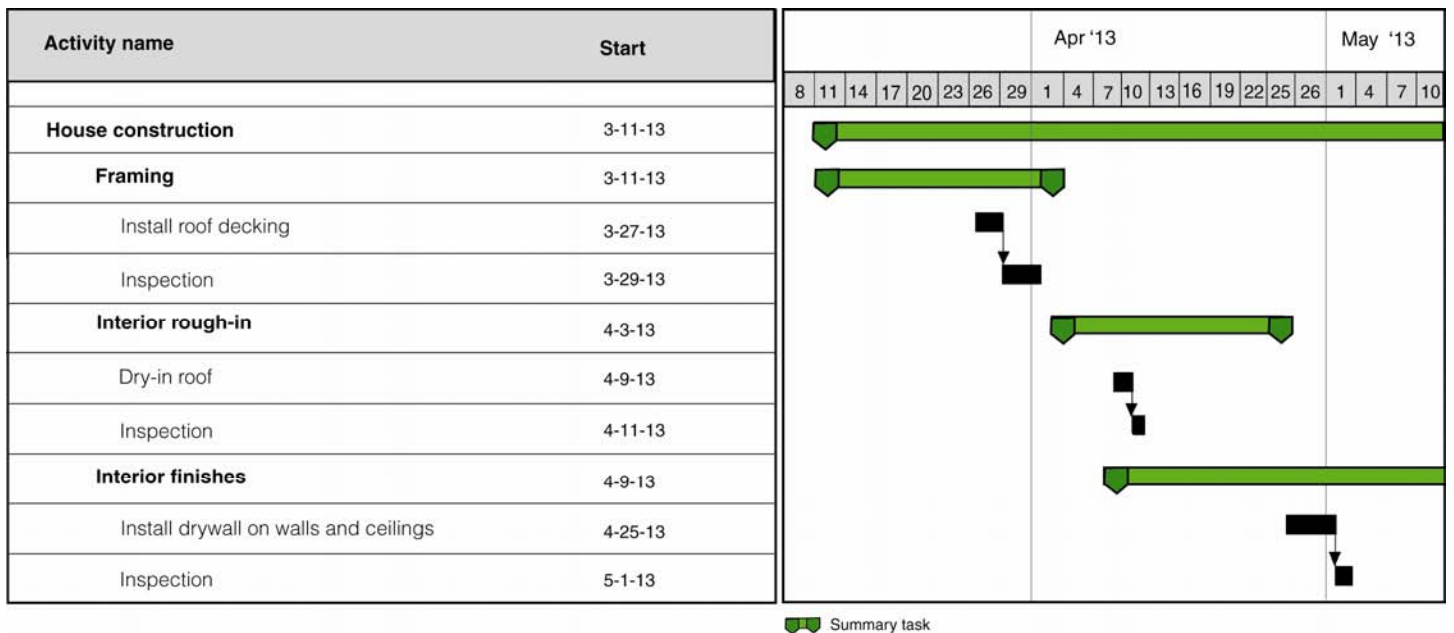 Activity name Start
Apr ‘13 May ‘13
8 11 14 17 20 23 26 29 1 4 7 10 13 16 19 22 25 26 1 4 7 10
House construction 3-11-13
Framing 3-11-13
Install roof decking 3-27-13
Inspection 3-29-13
Interior rough-in 4-3-13
Dry-in roof 4-9-13
Inspection 4-11-13
Interior finishes 4-9-13
Install drywall on walls and ceilings 4-25-13
Inspection 5-1-13
Summary task